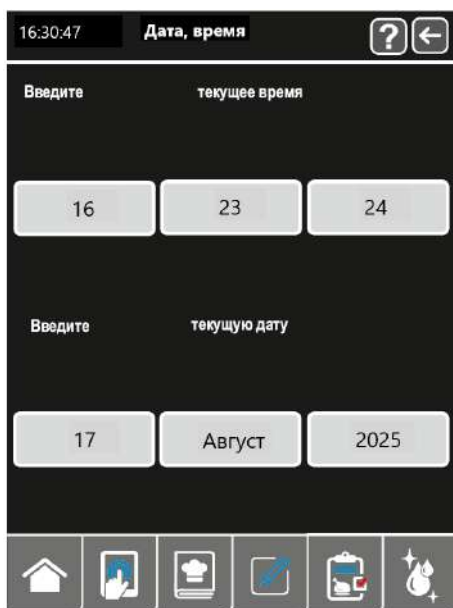 16:30:47 Дата, время ?
Введите текущее время
16 23 24
Введите текущую дату
17 Август 2025